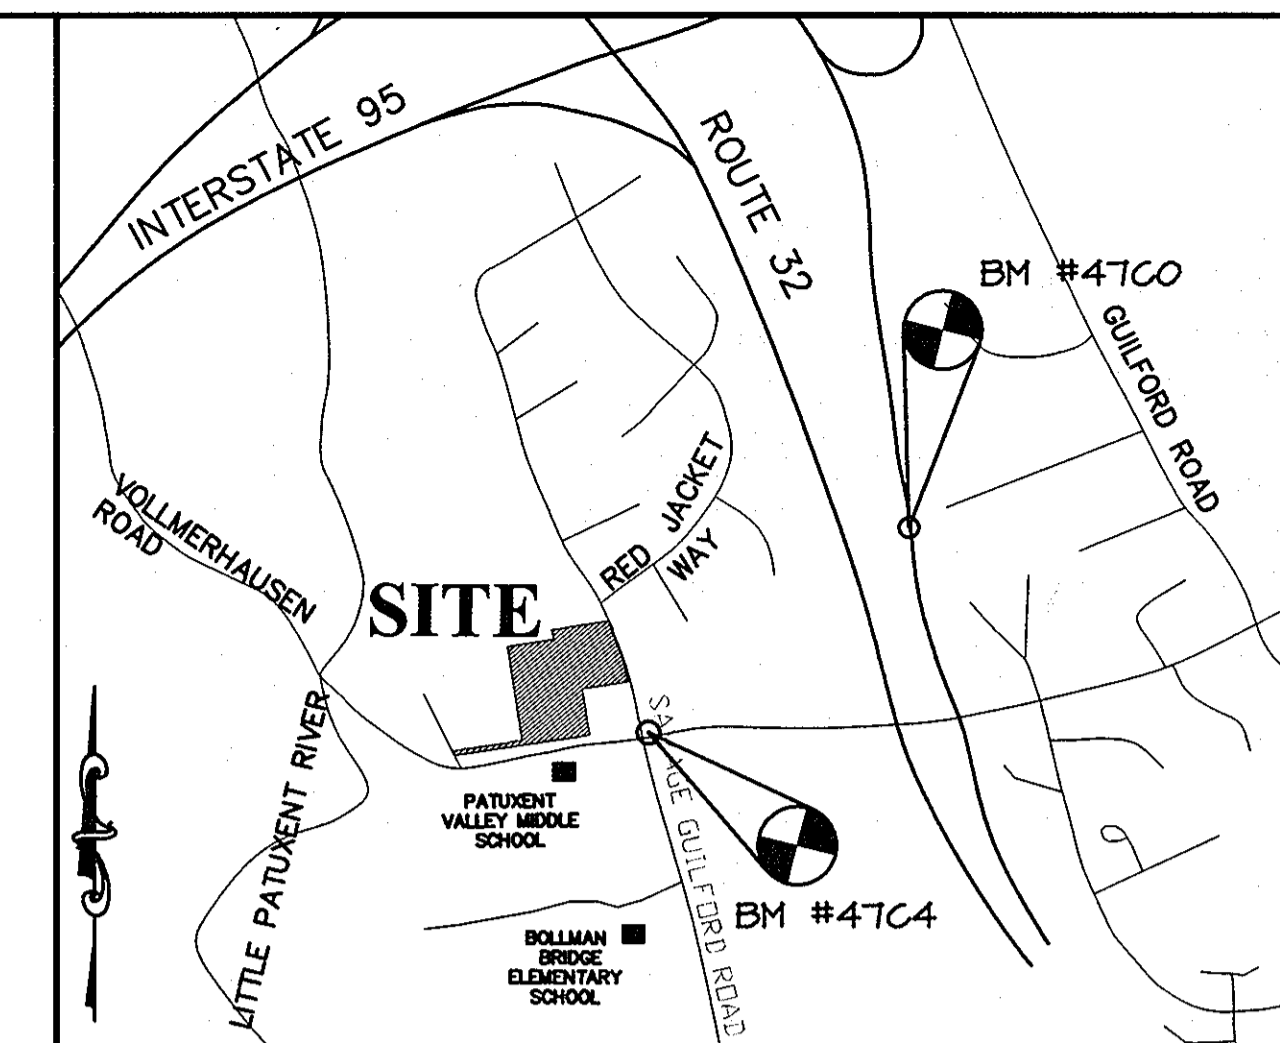 INTERSTATE 95
ROUTE 32
BM #47C0
GUILFORD ROAD
VOLLMERHAUSEN
ROAD
RED JACKET
WAY
SITE
LITTLE PATUXENT RIVER
PATUXENT
VALLEY MIDDLE
SCHOOL
SAVAGE GUILFORD ROAD
BM #47C4
BOLLMAN
BRIDGE
ELEMENTARY
SCHOOL